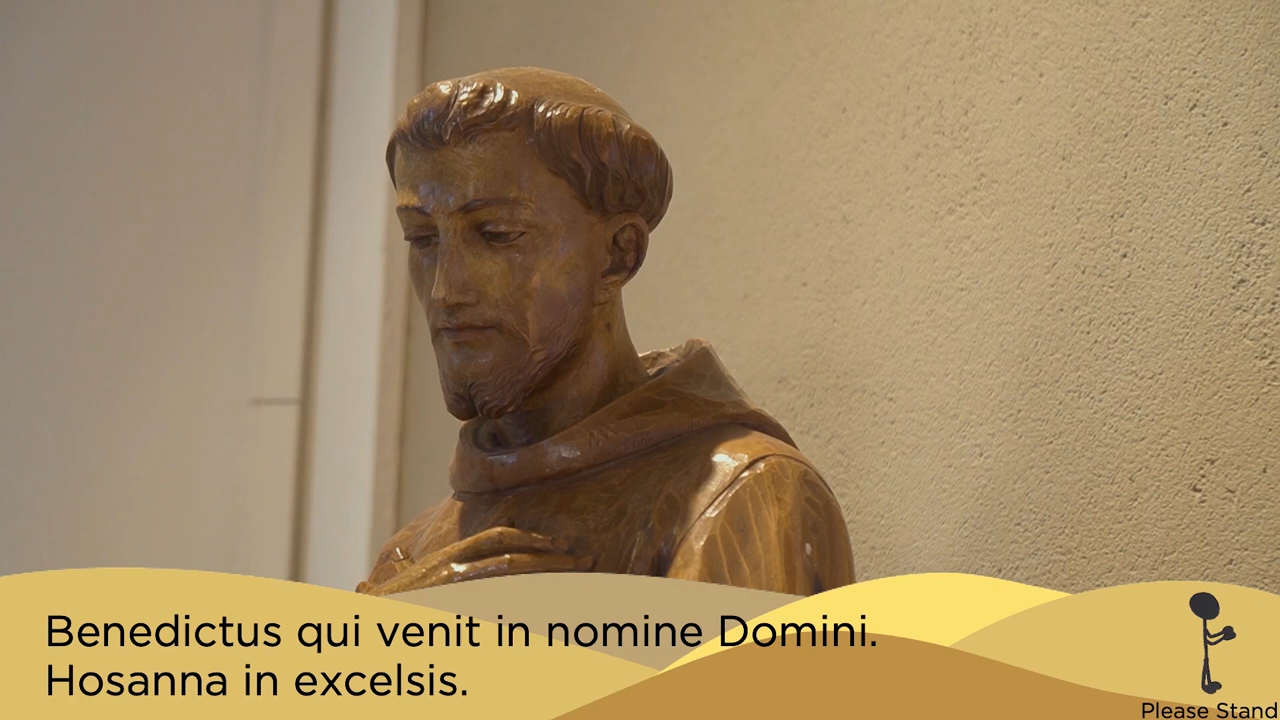 Benedictus qui venit in nomine Domini.
Hosanna in excelsis.
Please Stand